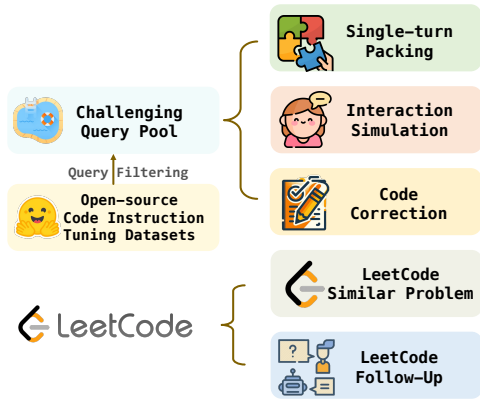 Single-turn
Packing
Challenging
Query Pool
Interaction
Simulation
Query Filtering
Open-source
Code Instruction
Tuning Datasets
Code
Correction
LeetCode
Similar Problem
LeetCode
LeetCode
Follow-Up
?